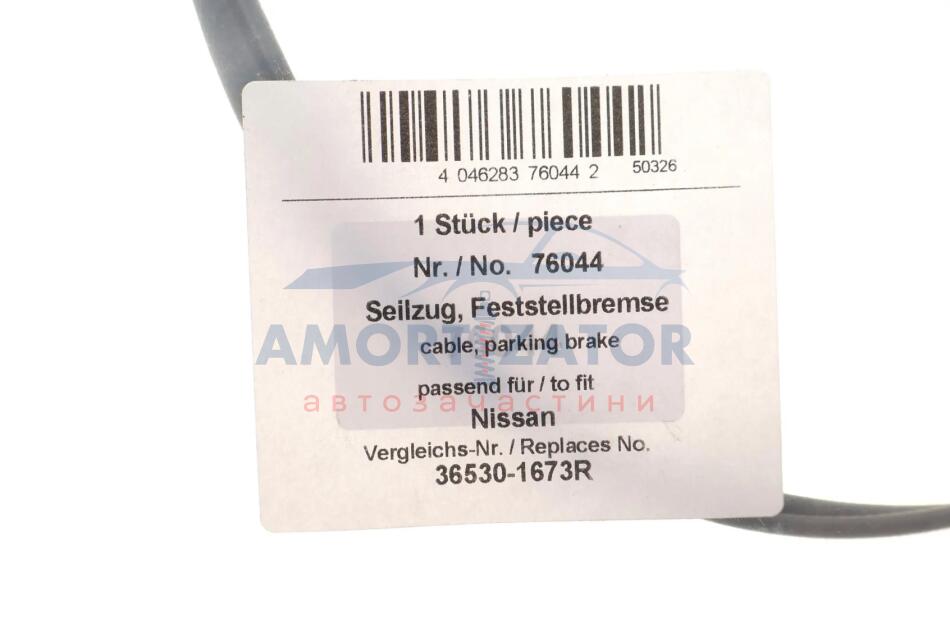 4 046283 76044 2 50326
1 Stück / piece
Nr. / No. 76044
Seilzug, Feststellbremse
AMORTIZATOR
cable, parking brake
passend für / to fit
автозапчастини
Nissan
Vergleichs-Nr. / Replaces No.
36530-1673R